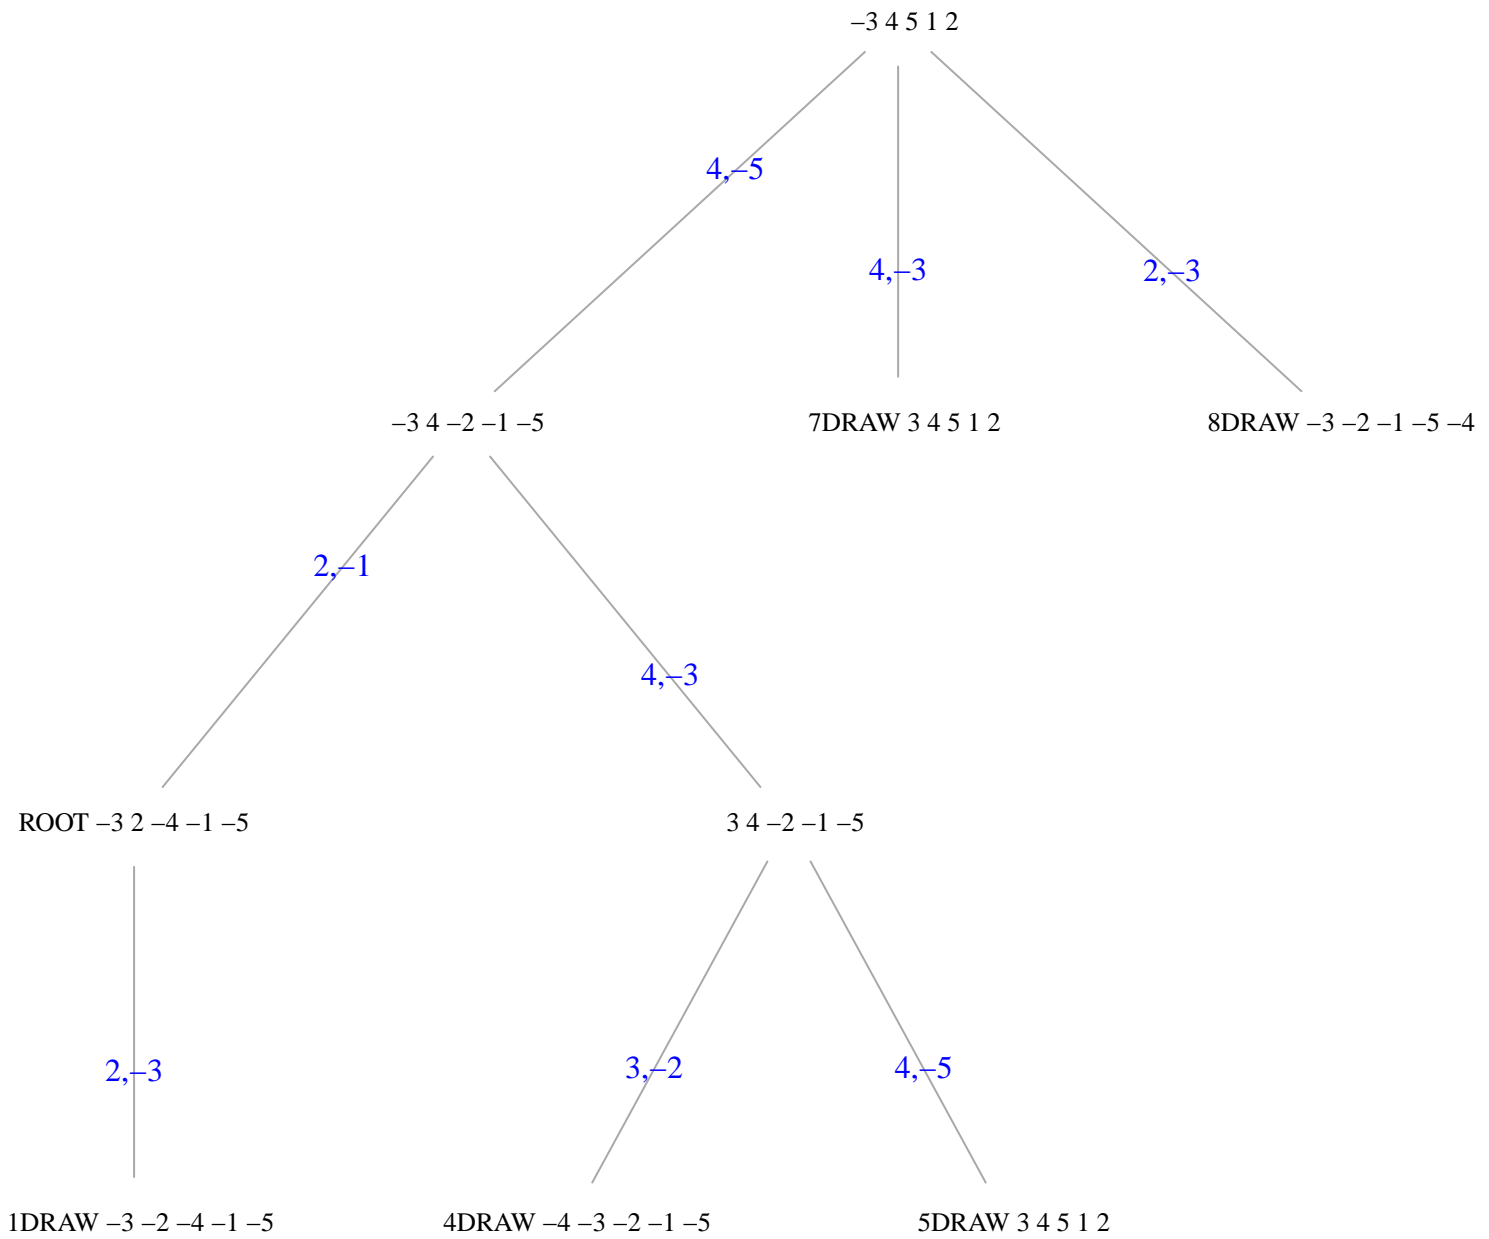 –3 4 5 1 2
4,–5
4,–3
2,–3
–3 4 –2 –1 –5
7DRAW 3 4 5 1 2
8DRAW –3 –2 –1 –5 –4
2,–1
4,–3
ROOT –3 2 –4 –1 –5
3 4 –2 –1 –5
2,–3
3,–2
4,–5
1DRAW –3 –2 –4 –1 –5
4DRAW –4 –3 –2 –1 –5
5DRAW 3 4 5 1 2